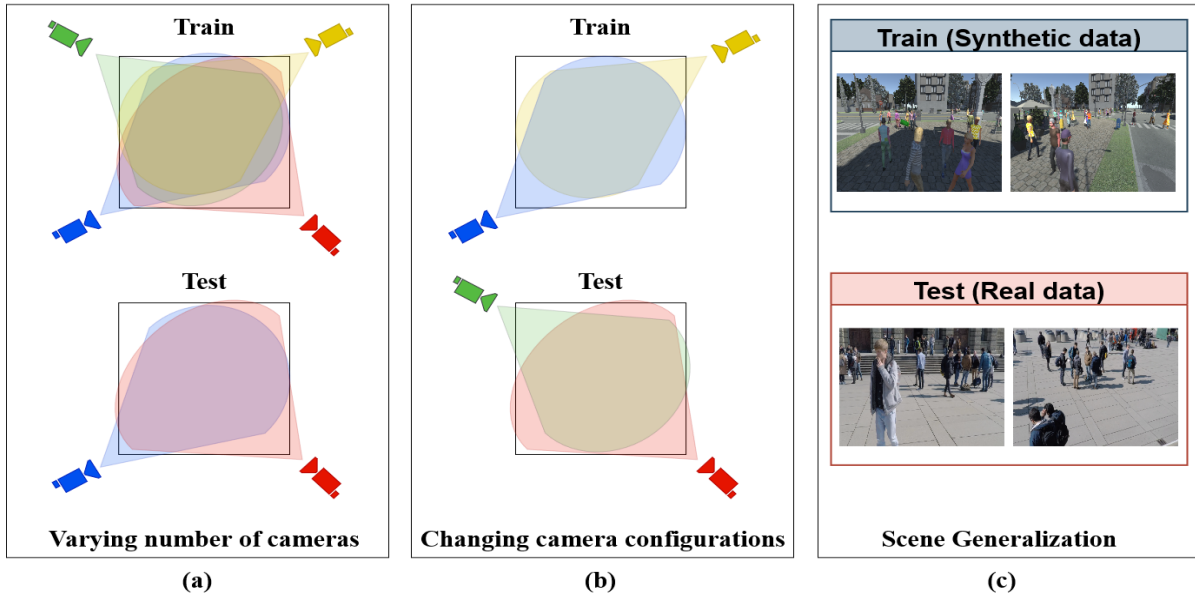 Train
Test
Varying number of cameras
(a)
Train
Test
Changing camera configurations
(b)
Train (Synthetic data)
Test (Real data)
Scene Generalization
(c)